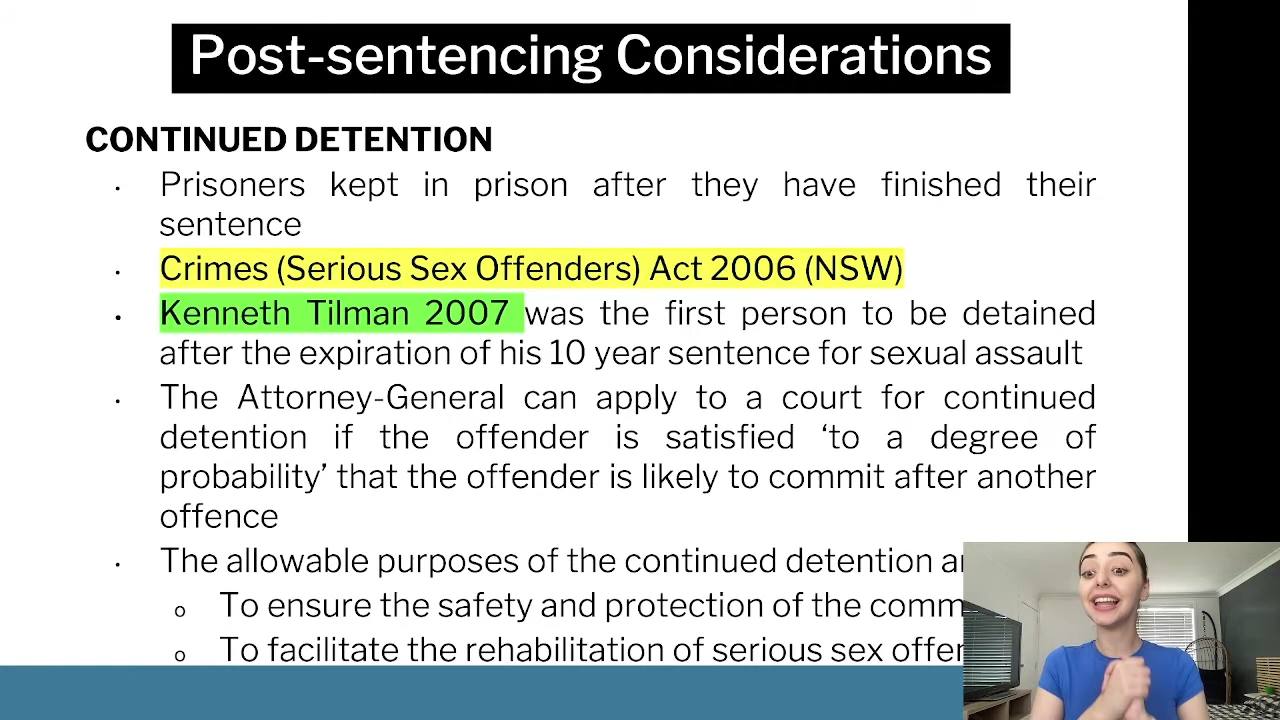 Post-sentencing Considerations
CONTINUED DETENTION
· Prisoners kept in prison after they have finished their
sentence
· Crimes (Serious Sex Offenders) Act 2006 (NSW)
· Kenneth Tilman 2007 was the first person to be detained
after the expiration of his 10 year sentence for sexual assault
· The Attorney-General can apply to a court for continued
detention if the offender is satisfied ‘to a degree of
probability’ that the offender is likely to commit after another
offence
· The allowable purposes of the continued detention
o To ensure the safety and protection of the
o To facilitate the rehabilitation of serious sex